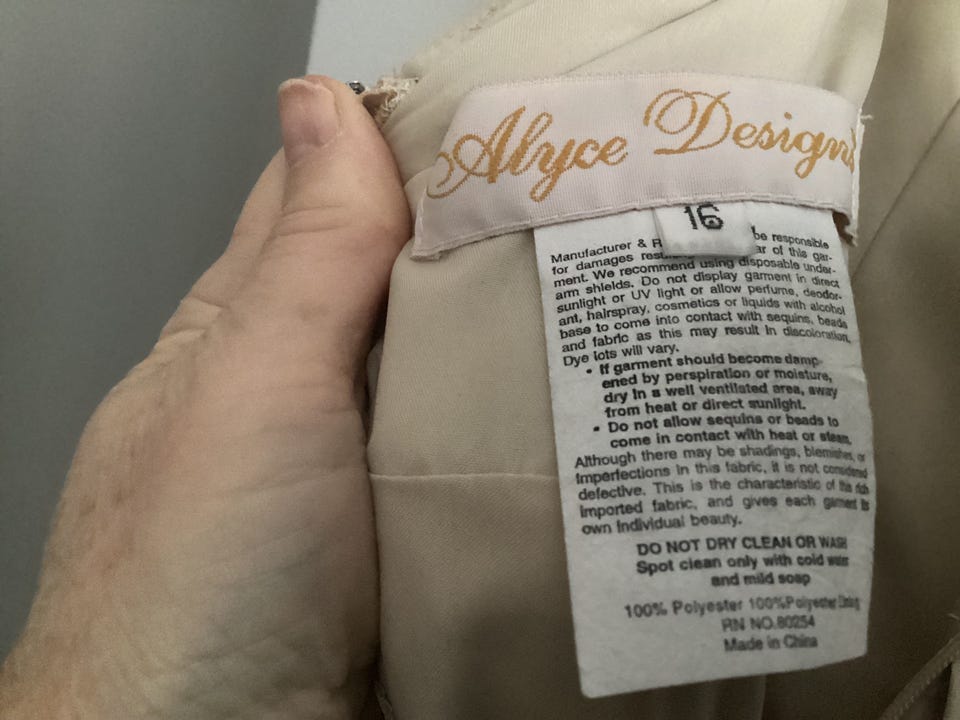 Alyce Designs
16
Manufacturer & R be responsible
for damages ar of this gar-
ment. We recommend using disposable under-
arm shields. Do not display garment in direct
sunlight or UV light or allow perfume, deodor-
ant, hairspray, cosmetics or liquids with alcohol
base to come into contact with sequins, beads
and fabric as this may result in discoloration.
Dye lots will vary.
• If garment should become damp-
ened by perspiration or moisture,
dry in a well ventilated area, away
from heat or direct sunlight.
• Do not allow sequins or beads to
come in contact with heat or steam.
Although there may be shadings, blemishes, or
imperfections in this fabric, it is not considered
defective. This is the characteristic of this rich
imported fabric, and gives each garment its
own individual beauty.
DO NOT DRY CLEAN OR WASH
Spot clean only with cold water
and mild soap
100% Polyester 100%Polyester Lining
RN NO.80254
Made in China